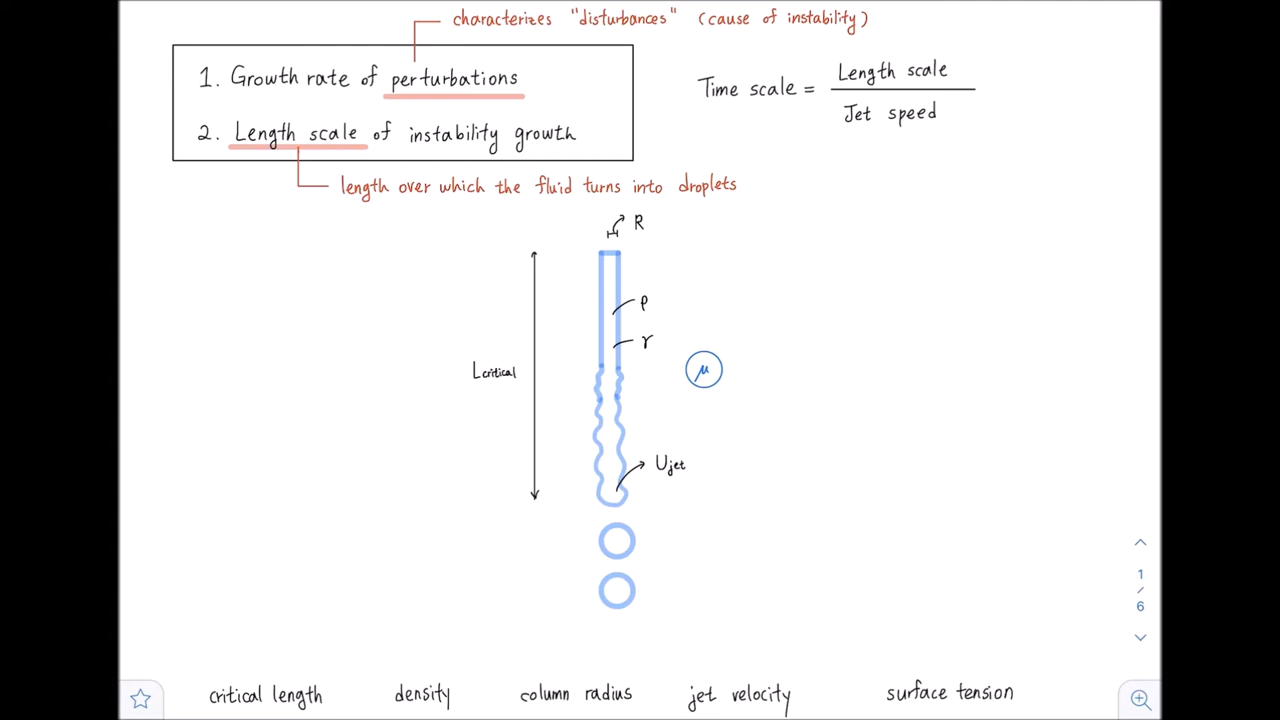 characterizes "disturbances" (cause of instability)
1. Growth rate of perturbations
2. Length scale of instability growth
Time scale = Length scale
Jet speed
length over which the fluid turns into droplets
R
ρ
γ
Lcritical
μ
Ujet
1
/
6
critical length density column radius jet velocity surface tension